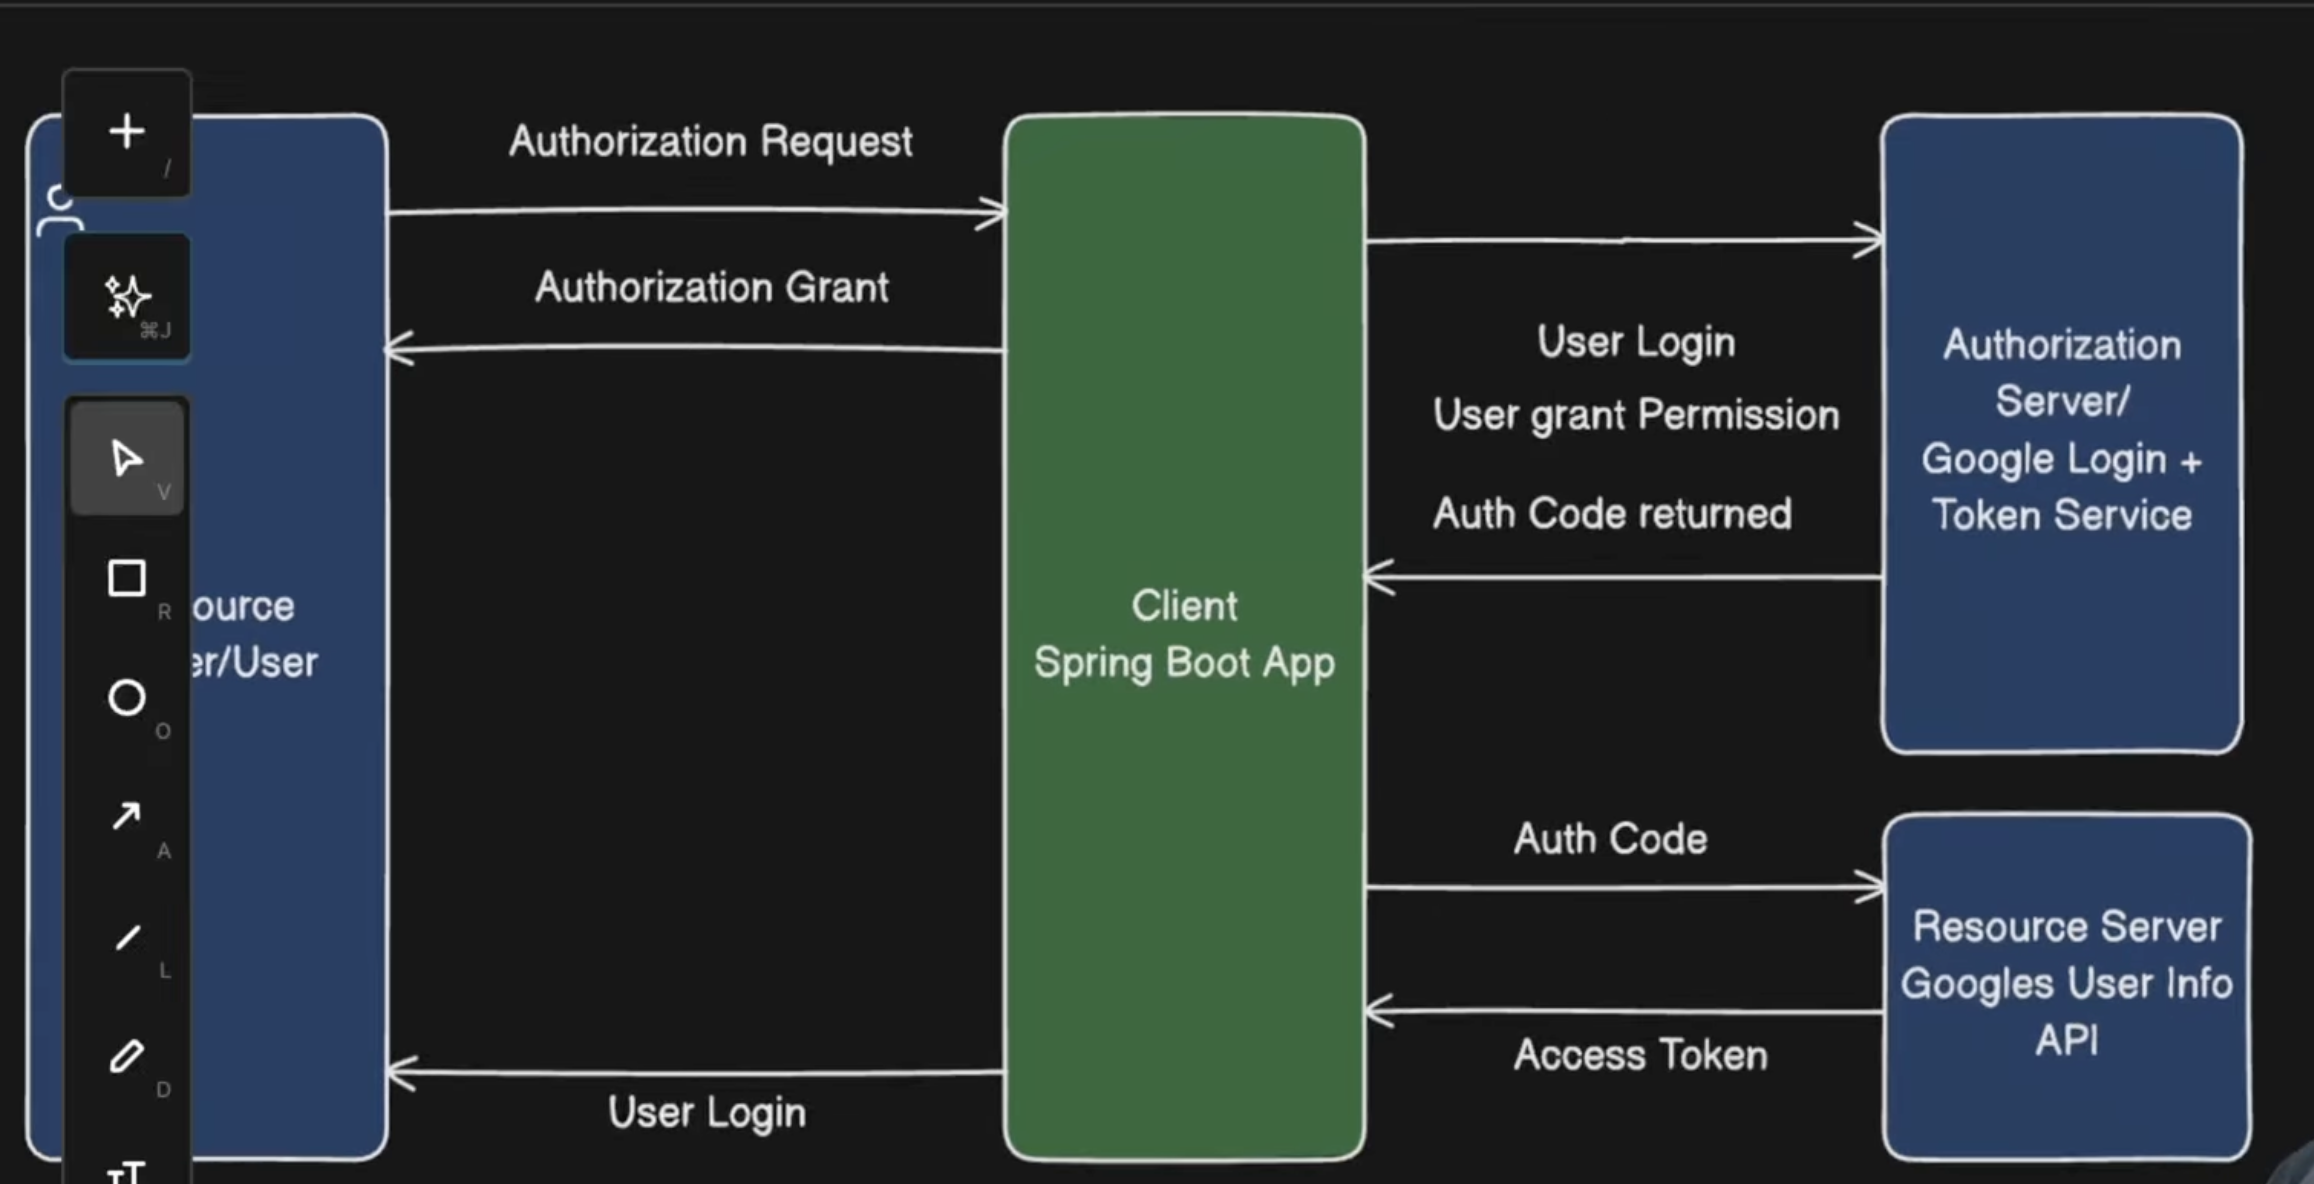 /
⌘J
V
R
O
A
L
D
ource
er/User
Authorization Request
Authorization Grant
User Login
Client
Spring Boot App
User Login
User grant Permission
Auth Code returned
Auth Code
Access Token
Authorization
Server/
Google Login +
Token Service
Resource Server
Googles User Info
API